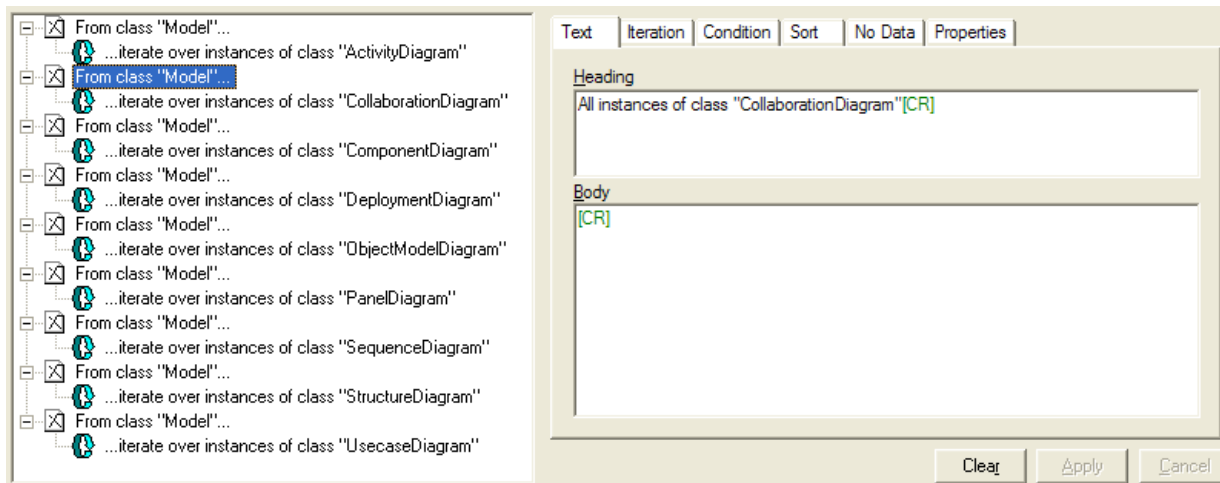 From class "Model"...
...iterate over instances of class "ActivityDiagram"
From class "Model"...
...iterate over instances of class "CollaborationDiagram"
From class "Model"...
...iterate over instances of class "ComponentDiagram"
From class "Model"...
...iterate over instances of class "DeploymentDiagram"
From class "Model"...
...iterate over instances of class "ObjectModelDiagram"
From class "Model"...
...iterate over instances of class "PanelDiagram"
From class "Model"...
...iterate over instances of class "SequenceDiagram"
From class "Model"...
...iterate over instances of class "StructureDiagram"
From class "Model"...
...iterate over instances of class "UsecaseDiagram"
Text Iteration Condition Sort No Data Properties
Heading
All instances of class "CollaborationDiagram"[CR]
Body
[CR]
Clear Apply Cancel